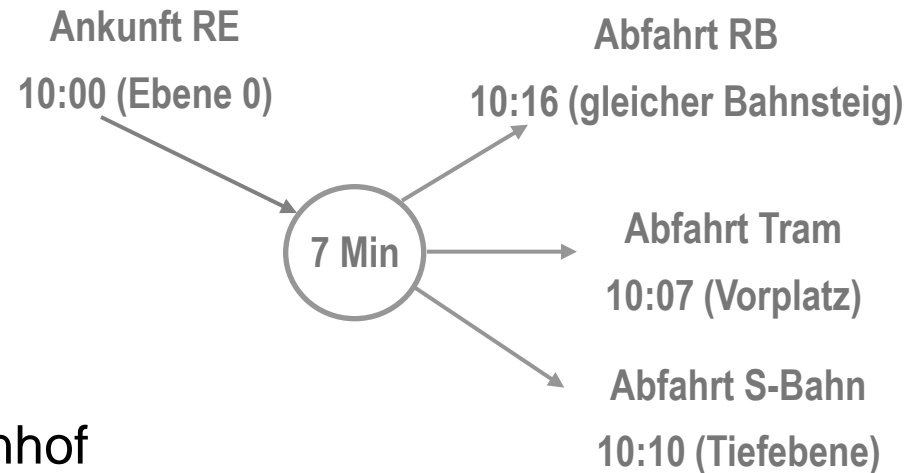 Ankunft RE
10:00 (Ebene 0)
Abfahrt RB
10:16 (gleicher Bahnsteig)
7 Min
Abfahrt Tram
10:07 (Vorplatz)
Abfahrt S-Bahn
10:10 (Tiefebene)
nhof